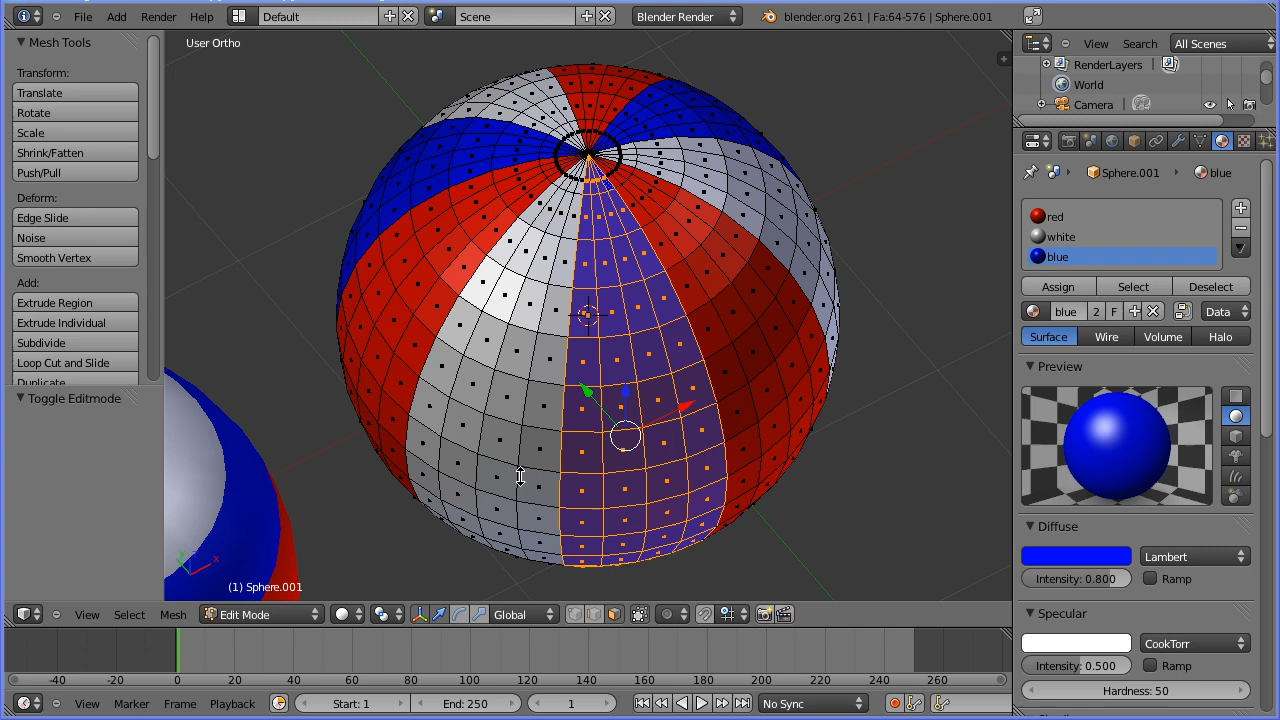 File Add Render Help Default Scene Blender Render blender.org 261 | Fa:64-576 | Sphere.001
Mesh Tools
Transform:
Translate
Rotate
Scale
Shrink/Fatten
Push/Pull
Deform:
Edge Slide
Noise
Smooth Vertex
Add:
Extrude Region
Extrude Individual
Subdivide
Loop Cut and Slide
Duplicate
Toggle Editmode
User Ortho
(1) Sphere.001
View Select Mesh Edit Mode Global
-40 -20 0 20 40 60 80 100 120 140 160 180 200 220 240 260
View Marker Frame Playback Start: 1 End: 250 1 No Sync
View Search All Scenes
RenderLayers
World
Camera
Sphere.001 blue
red
white
blue
Assign Select Deselect
blue 2 F Data
Surface Wire Volume Halo
Preview
Diffuse
Lambert
Intensity: 0.800 Ramp
Specular
CookTorr
Intensity: 0.500 Ramp
Hardness: 50